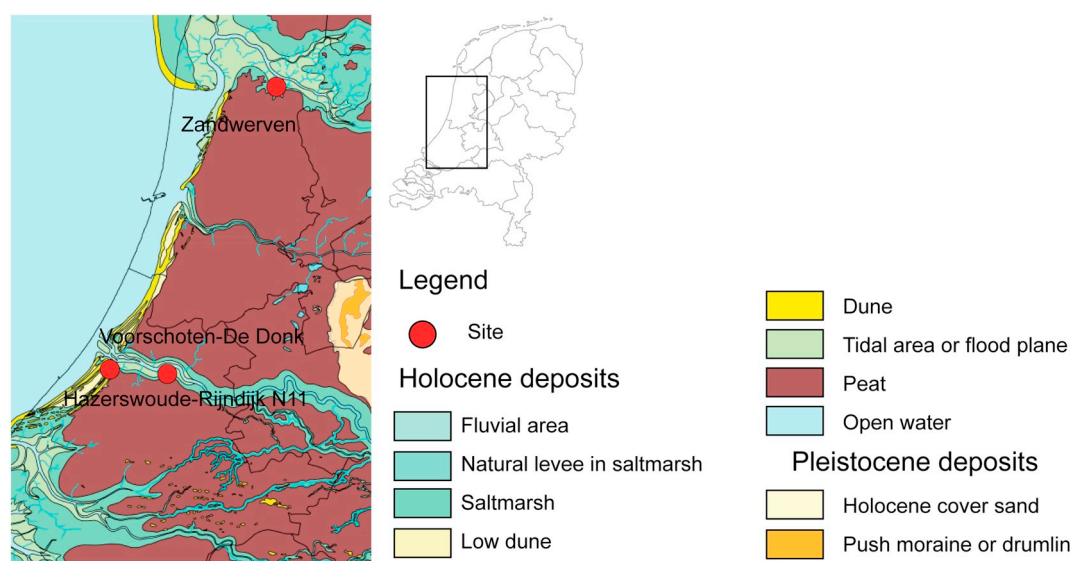 Zandwerven
Voorschoten-De Donk
Hazerswoude-Rijndijk N11
Legend
Site
Holocene deposits
Fluvial area
Natural levee in saltmarsh
Saltmarsh
Low dune
Dune
Tidal area or flood plane
Peat
Open water
Pleistocene deposits
Holocene cover sand
Push moraine or drumlin